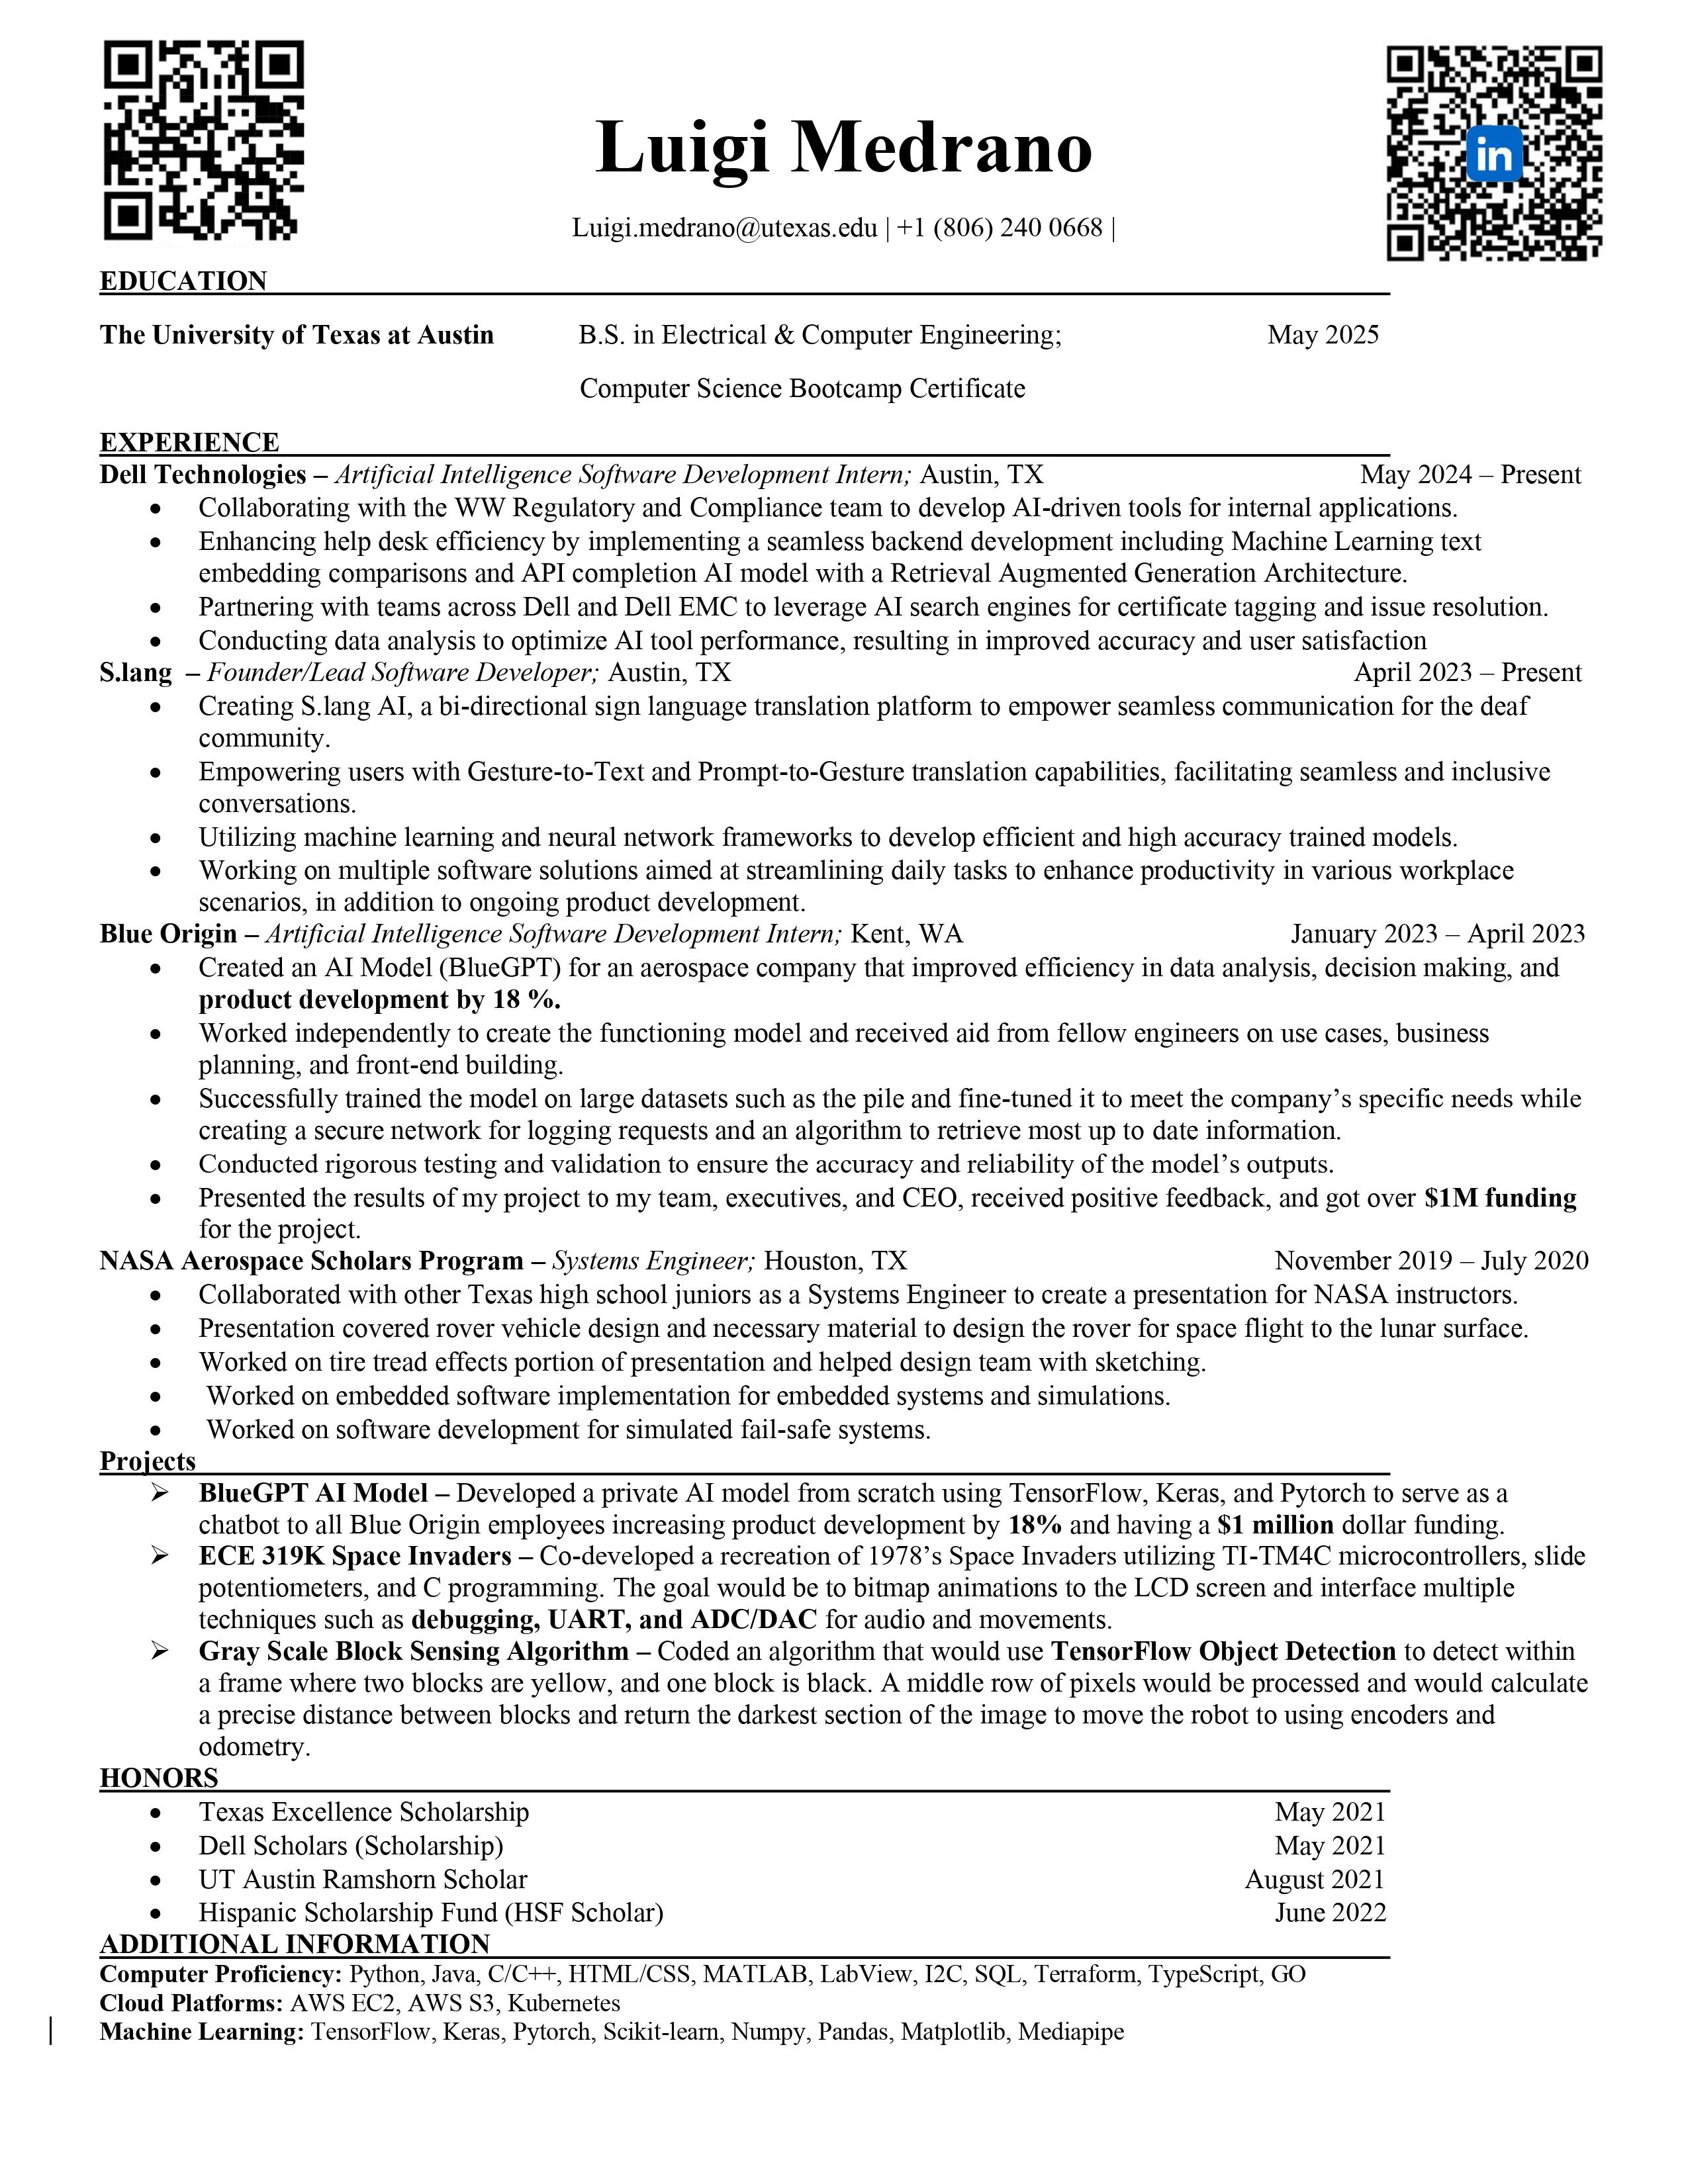 Luigi Medrano
in
Luigi.medrano@utexas.edu | +1 (806) 240 0668 |
EDUCATION
The University of Texas at Austin B.S. in Electrical & Computer Engineering; May 2025
Computer Science Bootcamp Certificate
EXPERIENCE
Dell Technologies – Artificial Intelligence Software Development Intern; Austin, TX May 2024 – Present
• Collaborating with the WW Regulatory and Compliance team to develop AI-driven tools for internal applications.
• Enhancing help desk efficiency by implementing a seamless backend development including Machine Learning text
embedding comparisons and API completion AI model with a Retrieval Augmented Generation Architecture.
• Partnering with teams across Dell and Dell EMC to leverage AI search engines for certificate tagging and issue resolution.
• Conducting data analysis to optimize AI tool performance, resulting in improved accuracy and user satisfaction
S.lang – Founder/Lead Software Developer; Austin, TX April 2023 – Present
• Creating S.lang AI, a bi-directional sign language translation platform to empower seamless communication for the deaf
community.
• Empowering users with Gesture-to-Text and Prompt-to-Gesture translation capabilities, facilitating seamless and inclusive
conversations.
• Utilizing machine learning and neural network frameworks to develop efficient and high accuracy trained models.
• Working on multiple software solutions aimed at streamlining daily tasks to enhance productivity in various workplace
scenarios, in addition to ongoing product development.
Blue Origin – Artificial Intelligence Software Development Intern; Kent, WA January 2023 – April 2023
• Created an AI Model (BlueGPT) for an aerospace company that improved efficiency in data analysis, decision making, and
product development by 18 %.
• Worked independently to create the functioning model and received aid from fellow engineers on use cases, business
planning, and front-end building.
• Successfully trained the model on large datasets such as the pile and fine-tuned it to meet the company’s specific needs while
creating a secure network for logging requests and an algorithm to retrieve most up to date information.
• Conducted rigorous testing and validation to ensure the accuracy and reliability of the model’s outputs.
• Presented the results of my project to my team, executives, and CEO, received positive feedback, and got over $1M funding
for the project.
NASA Aerospace Scholars Program – Systems Engineer; Houston, TX November 2019 – July 2020
• Collaborated with other Texas high school juniors as a Systems Engineer to create a presentation for NASA instructors.
• Presentation covered rover vehicle design and necessary material to design the rover for space flight to the lunar surface.
• Worked on tire tread effects portion of presentation and helped design team with sketching.
• Worked on embedded software implementation for embedded systems and simulations.
• Worked on software development for simulated fail-safe systems.
Projects
➢ BlueGPT AI Model – Developed a private AI model from scratch using TensorFlow, Keras, and Pytorch to serve as a
chatbot to all Blue Origin employees increasing product development by 18% and having a $1 million dollar funding.
➢ ECE 319K Space Invaders – Co-developed a recreation of 1978’s Space Invaders utilizing TI-TM4C microcontrollers, slide
potentiometers, and C programming. The goal would be to bitmap animations to the LCD screen and interface multiple
techniques such as debugging, UART, and ADC/DAC for audio and movements.
➢ Gray Scale Block Sensing Algorithm – Coded an algorithm that would use TensorFlow Object Detection to detect within
a frame where two blocks are yellow, and one block is black. A middle row of pixels would be processed and would calculate
a precise distance between blocks and return the darkest section of the image to move the robot to using encoders and
odometry.
HONORS
• Texas Excellence Scholarship May 2021
• Dell Scholars (Scholarship) May 2021
• UT Austin Ramshorn Scholar August 2021
• Hispanic Scholarship Fund (HSF Scholar) June 2022
ADDITIONAL INFORMATION
Computer Proficiency: Python, Java, C/C++, HTML/CSS, MATLAB, LabView, I2C, SQL, Terraform, TypeScript, GO
Cloud Platforms: AWS EC2, AWS S3, Kubernetes
Machine Learning: TensorFlow, Keras, Pytorch, Scikit-learn, Numpy, Pandas, Matplotlib, Mediapipe